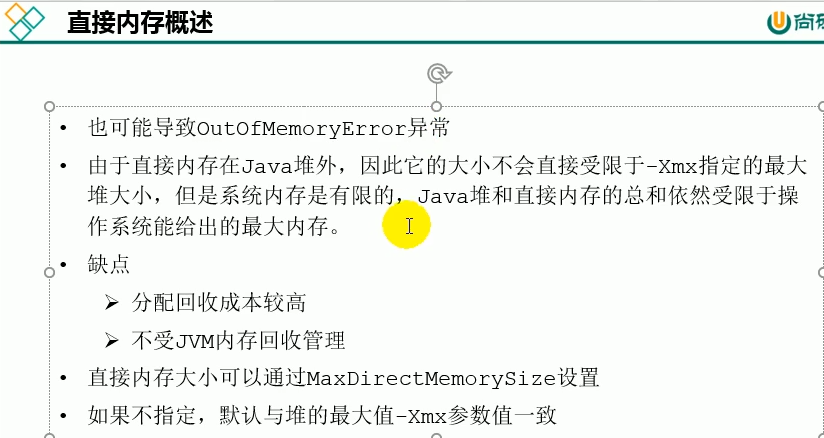 直接内存概述
尚硅
• 也可能导致OutOfMemoryError异常
• 由于直接内存在Java堆外，因此它的大小不会直接受限于-Xmx指定的最大
堆大小，但是系统内存是有限的，Java堆和直接内存的总和依然受限于操
作系统能给出的最大内存。
• 缺点
➢ 分配回收成本较高
➢ 不受JVM内存回收管理
• 直接内存大小可以通过MaxDirectMemorySize设置
• 如果不指定，默认与堆的最大值-Xmx参数值一致